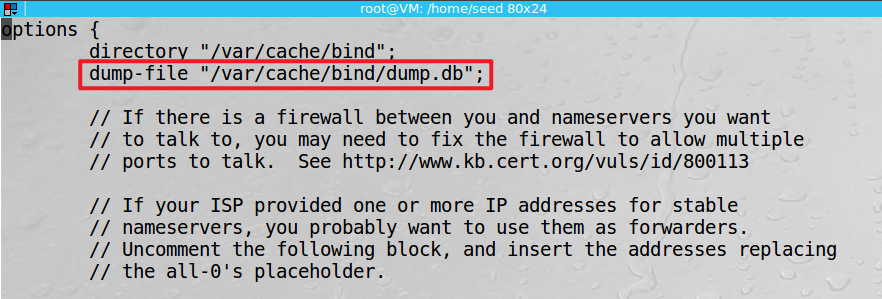 root@VM: /home/seed 80x24
options {
directory "/var/cache/bind";
dump-file "/var/cache/bind/dump.db";
// If there is a firewall between you and nameservers you want
// to talk to, you may need to fix the firewall to allow multiple
// ports to talk.  See http://www.kb.cert.org/vuls/id/800113
// If your ISP provided one or more IP addresses for stable
// nameservers, you probably want to use them as forwarders.
// Uncomment the following block, and insert the addresses replacing
// the all-0's placeholder.